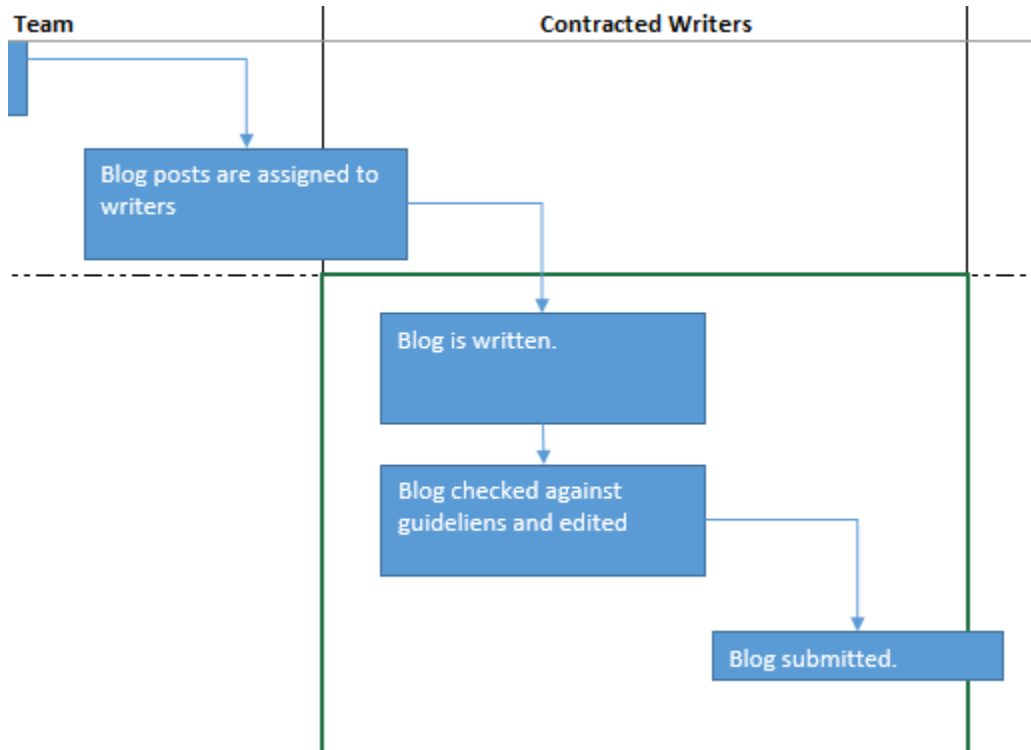 Team
Contracted Writers
Blog posts are assigned to
writers
Blog is written.
Blog checked against
guideliens and edited
Blog submitted.